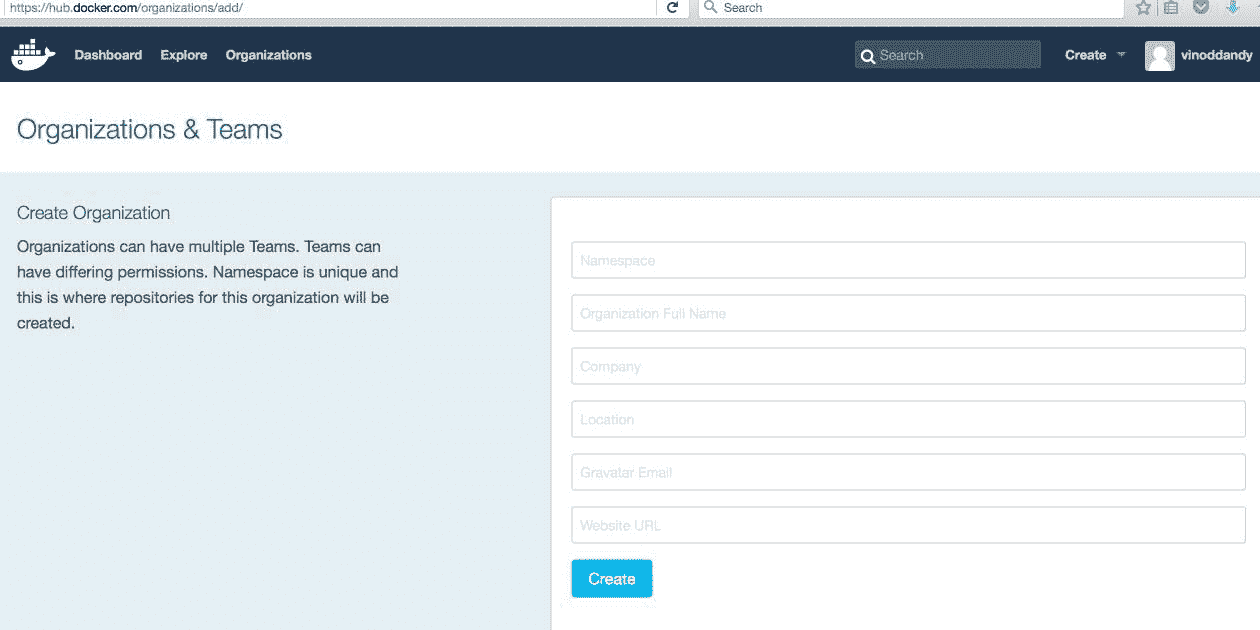 https://hub.docker.com/organizations/add/
Search
Dashboard Explore Organizations
Search
Create
vinoddandy
Organizations & Teams
Create Organization
Organizations can have multiple Teams. Teams can
have differing permissions. Namespace is unique and
this is where repositories for this organization will be
created.
Namespace
Organization Full Name
Company
Location
Gravatar Email
Website URL
Create